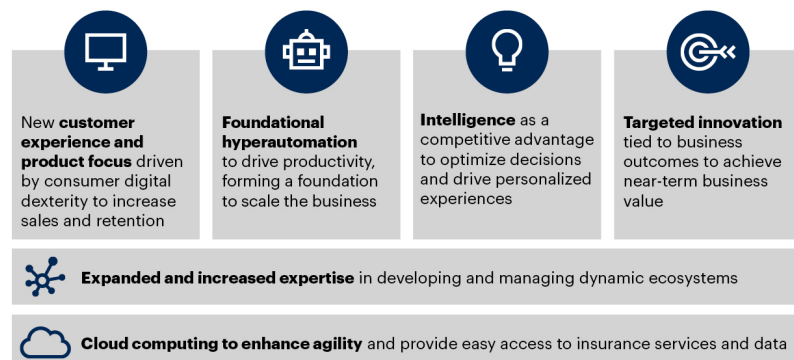 New customer
experience and
product focus driven
by consumer digital
dexterity to increase
sales and retention
Foundational
hyperautomation
to drive productivity,
forming a foundation
to scale the business
Intelligence as a
competitive advantage
to optimize decisions
and drive personalized
experiences
Targeted innovation
tied to business
outcomes to achieve
near-term business
value
Expanded and increased expertise in developing and managing dynamic ecosystems
Cloud computing to enhance agility and provide easy access to insurance services and data